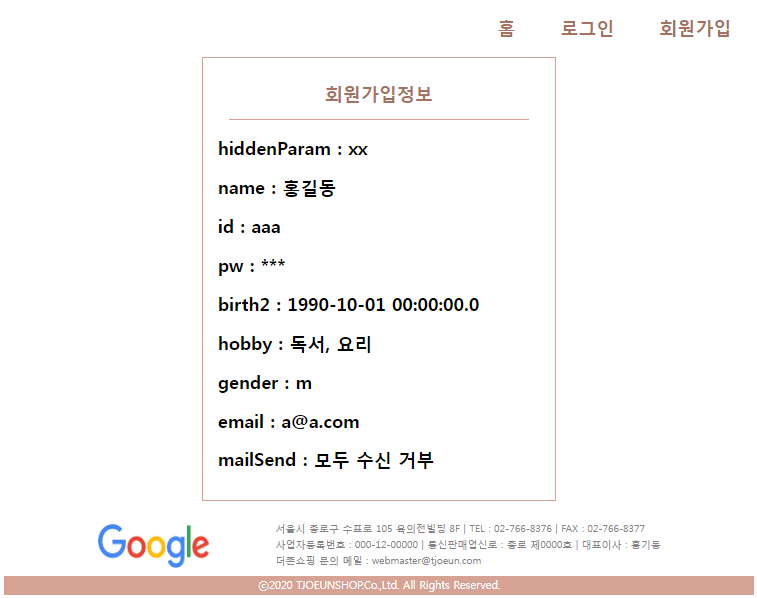 홈 로그인 회원가입
회원가입정보
hiddenParam : xx
name : 홍길동
id : aaa
pw : ***
birth2 : 1990-10-01 00:00:00.0
hobby : 독서, 요리
gender : m
email : a@a.com
mailSend : 모두 수신 거부
Google
서울시 종로구 수표로 105 육의전빌딩 8F | TEL : 02-766-8376 | FAX : 02-766-8377
사업자등록번호 : 000-12-00000 | 통신판매업신로 : 종로 제0000호 | 대표이사 : 홍기동
더존쇼핑 문의 메일 : webmaster@tjoeun.com
ⓒ2020 TJOEUNSHOP.Co.,Ltd. All Rights Reserved.